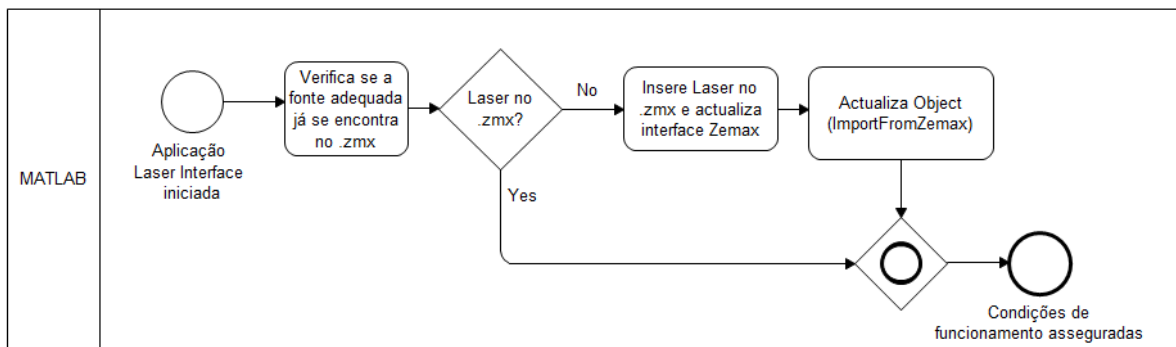 MATLAB
Aplicação
Laser Interface
iniciada
Verifica se a
fonte adequada
já se encontra
no .zmx
Laser no
.zmx?
No
Yes
Insere Laser no
.zmx e actualiza
interface Zemax
Actualiza Object
(ImportFromZemax)
Condições de
funcionamento asseguradas